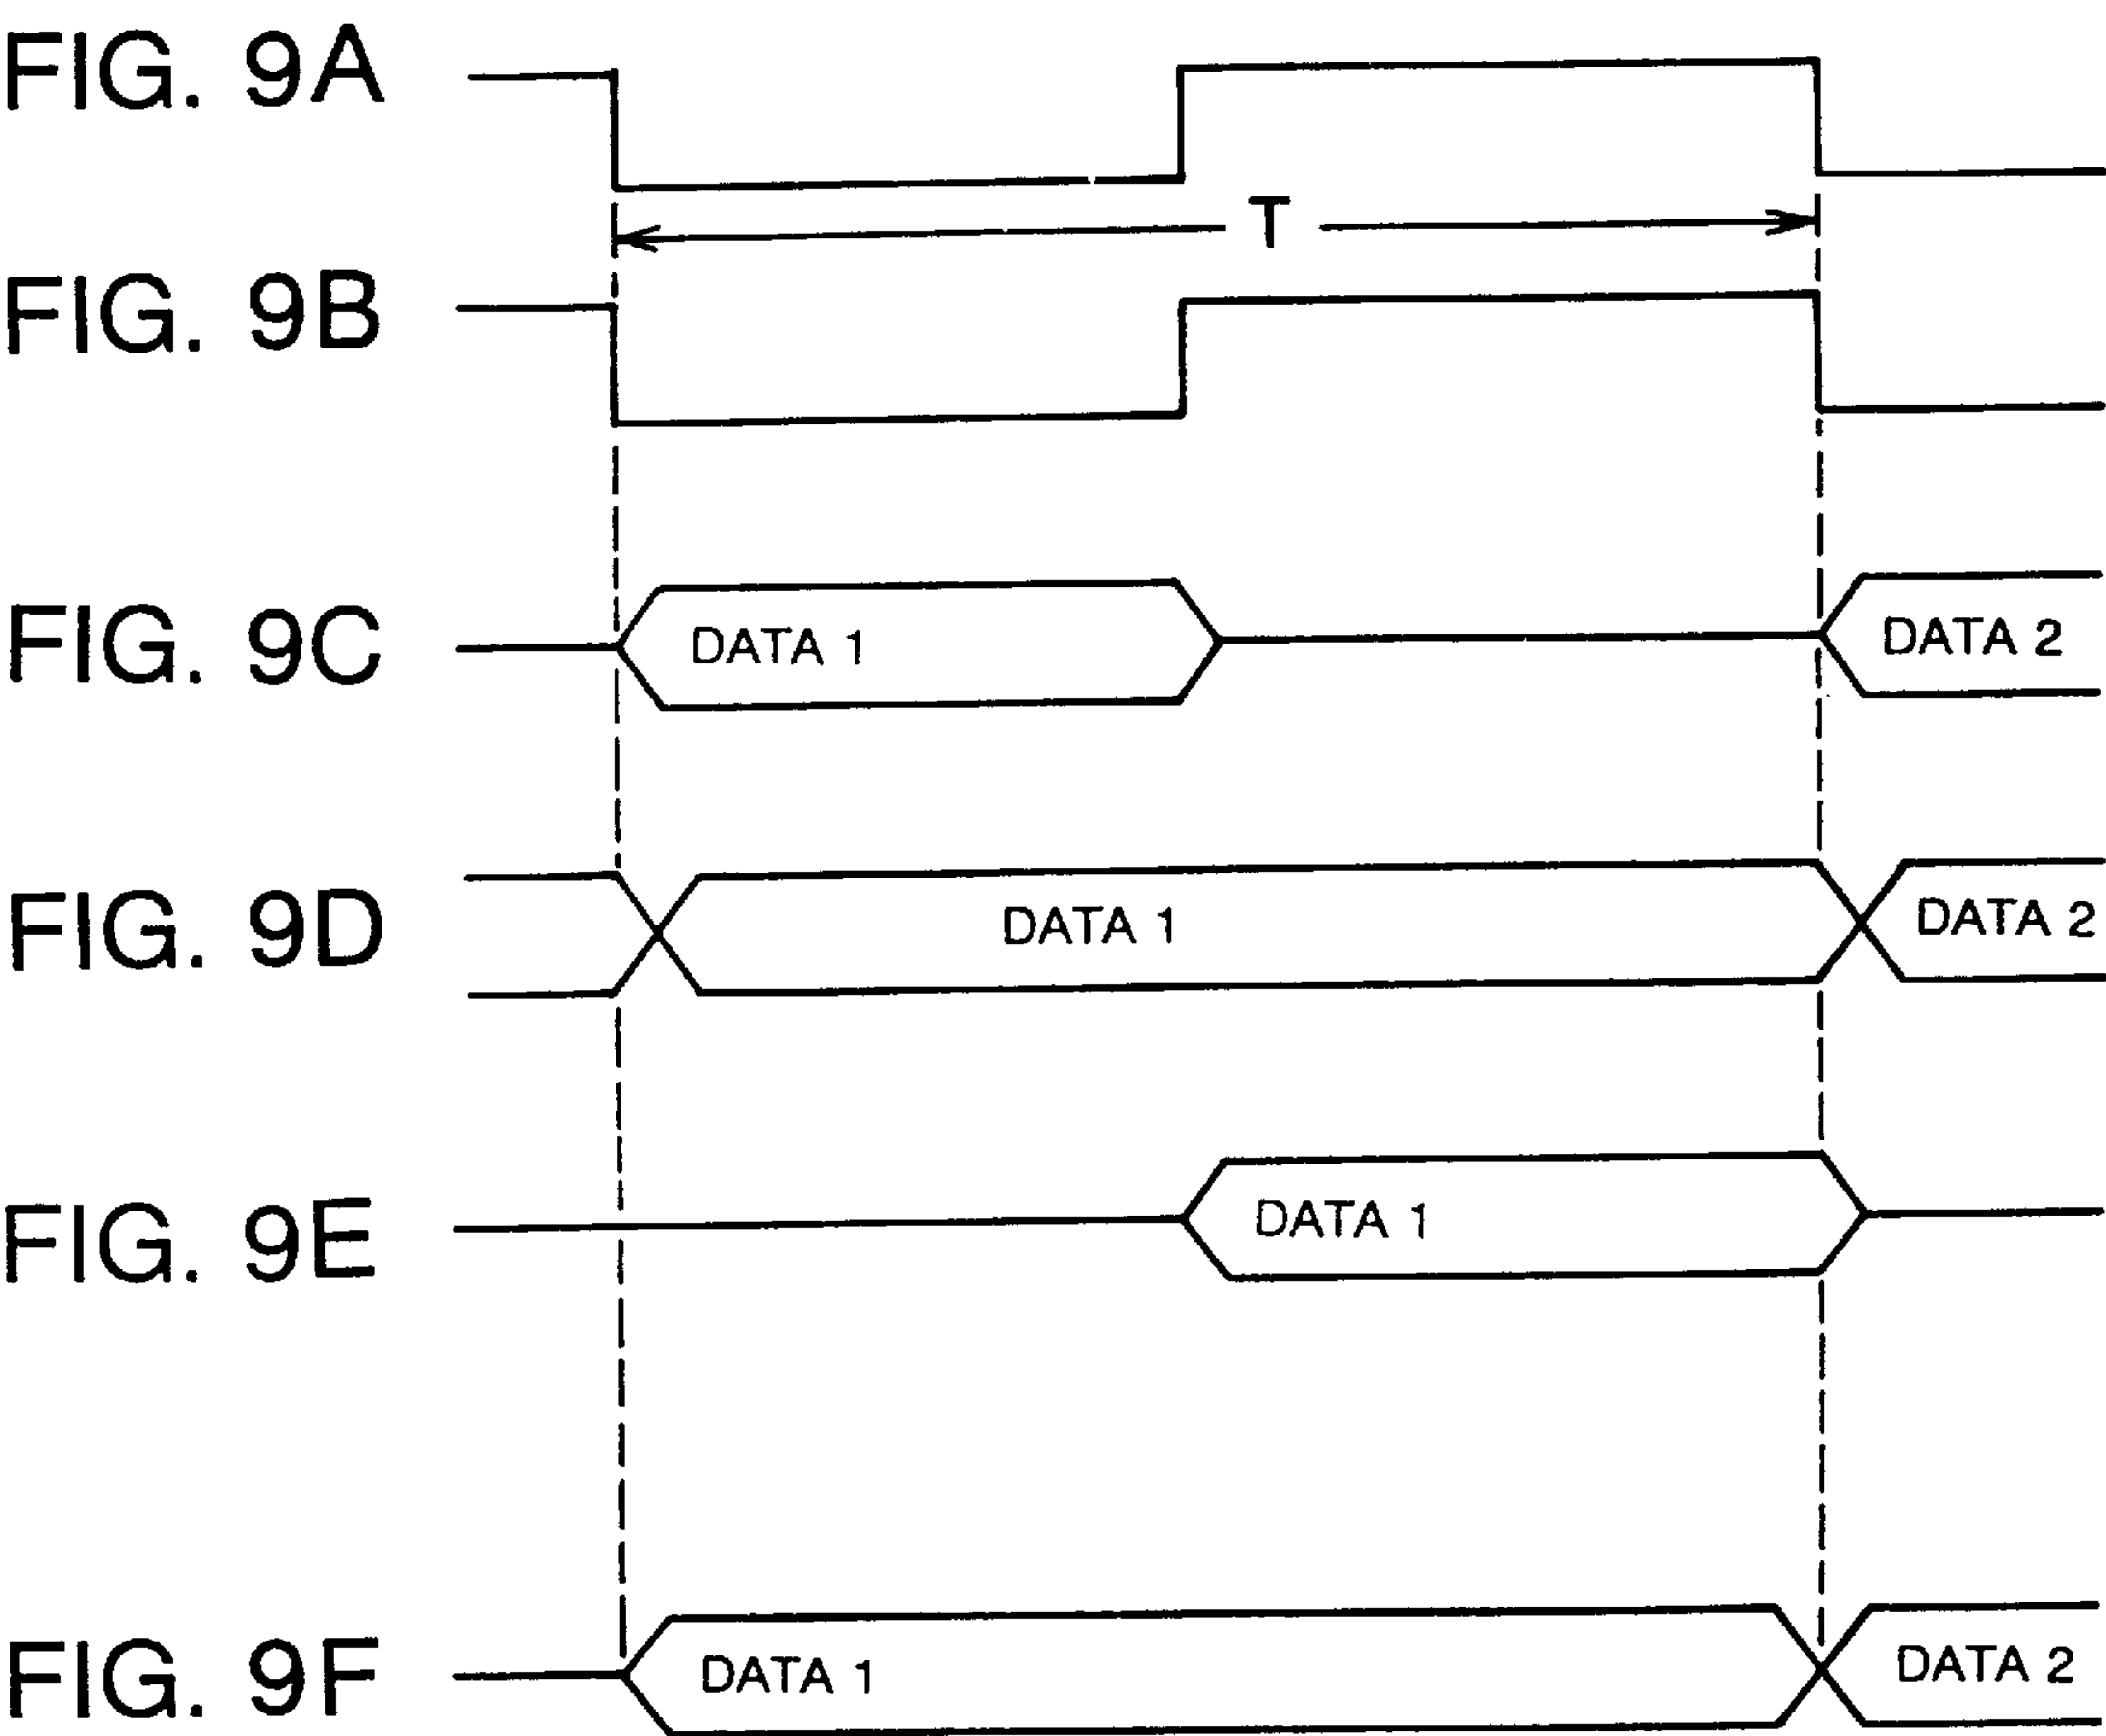 FIG. 9A
T
FIG. 9B
FIG. 9C
DATA 1
DATA 2
FIG. 9D
DATA 1
DATA 2
FIG. 9E
DATA 1
FIG. 9F
DATA 1
DATA 2